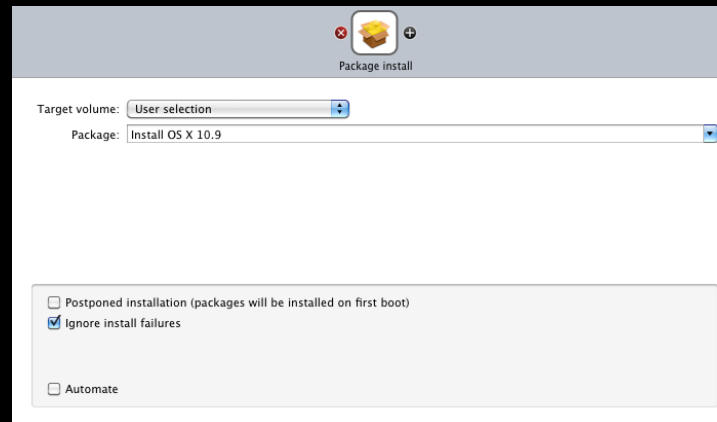 Package install
Target volume: User selection
Package: Install OS X 10.9
Postponed installation (packages will be installed on first boot)
Ignore install failures
Automate